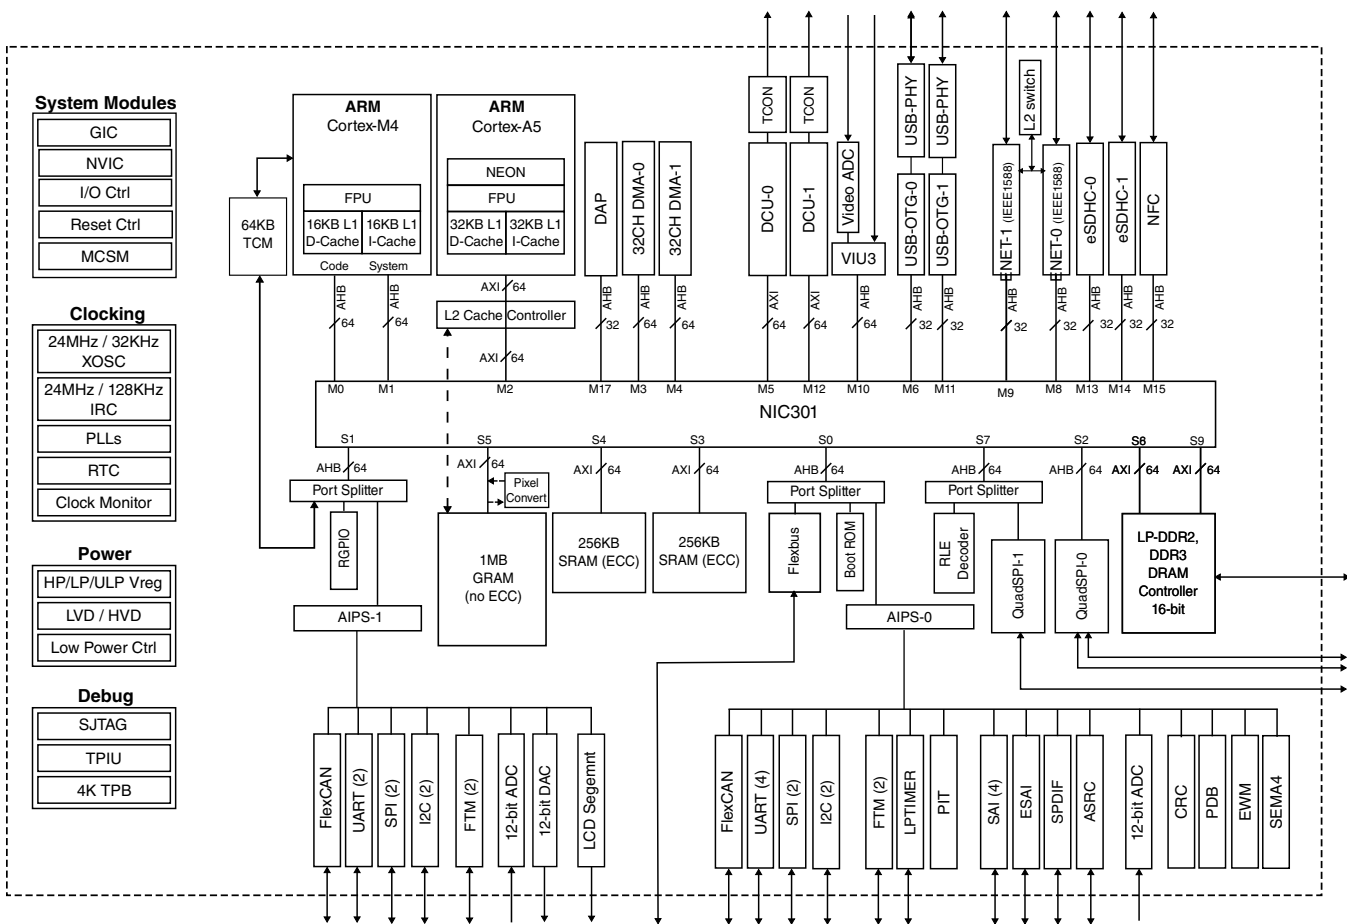 System Modules
GIC
NVIC
I/O Ctrl
Reset Ctrl
MCSM
Clocking
24MHz / 32KHz
XOSC
24MHz / 128KHz
IRC
PLLs
RTC
Clock Monitor
Power
HP/LP/ULP Vreg
LVD / HVD
Low Power Ctrl
Debug
SJTAG
TPIU
4K TPB
64KB
TCM
ARM
Cortex-M4
FPU
16KB L1
D-Cache
16KB L1
I-Cache
Code
System
ARM
Cortex-A5
NEON
FPU
32KB L1
D-Cache
32KB L1
I-Cache
AXI
64
L2 Cache Controller
DAP
32CH DMA-0
32CH DMA-1
TCON
DCU-0
TCON
DCU-1
Video ADC
VIU3
USB-PHY
USB-OTG-0
USB-PHY
USB-OTG-1
L2 switch
ENET-1 (IEEE1588)
ENET-0 (IEEE1588)
eSDHC-0
eSDHC-1
NFC
AHB
64
AHB
64
AXI
64
AHB
32
AHB
64
AHB
64
AXI
64
AXI
64
AHB
64
AHB
32
AHB
32
AHB
32
AHB
32
AHB
32
AHB
32
AHB
64
M0
M1
M2
M17
M3
M4
M5
M12
M10
M6
M11
M9
M8
M13
M14
M15
NIC301
S1
S5
S4
S3
S0
S7
S2
S6
S9
AHB
64
AXI
64
AXI
64
AXI
64
AHB
64
AHB
64
AHB
64
AXI
64
AXI
64
Port Splitter
Pixel
Convert
Port Splitter
Port Splitter
RGPIO
1MB
GRAM
(no ECC)
256KB
SRAM (ECC)
256KB
SRAM (ECC)
Flexbus
Boot ROM
RLE
Decoder
QuadSPI-1
QuadSPI-0
LP-DDR2,
DDR3
DRAM
Controller
16-bit
AIPS-1
AIPS-0
FlexCAN
UART (2)
SPI (2)
I2C (2)
FTM (2)
12-bit ADC
12-bit DAC
LCD Segemnt
FlexCAN
UART (4)
SPI (2)
I2C (2)
FTM (2)
LPTIMER
PIT
SAI (4)
ESAI
SPDIF
ASRC
12-bit ADC
CRC
PDB
EWM
SEMA4